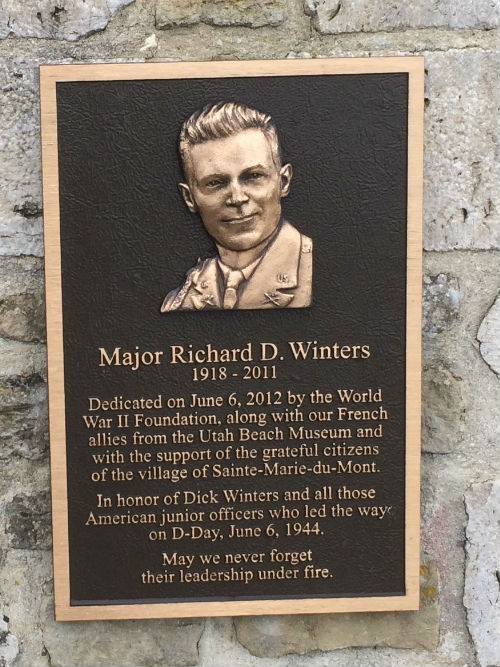 Major Richard D. Winters
1918 - 2011
Dedicated on June 6, 2012 by the World
War II Foundation, along with our French
allies from the Utah Beach Museum and
with the support of the grateful citizens
of the village of Sainte-Marie-du-Mont.
In honor of Dick Winters and all those
American junior officers who led the way
on D-Day, June 6, 1944.
May we never forget
their leadership under fire.